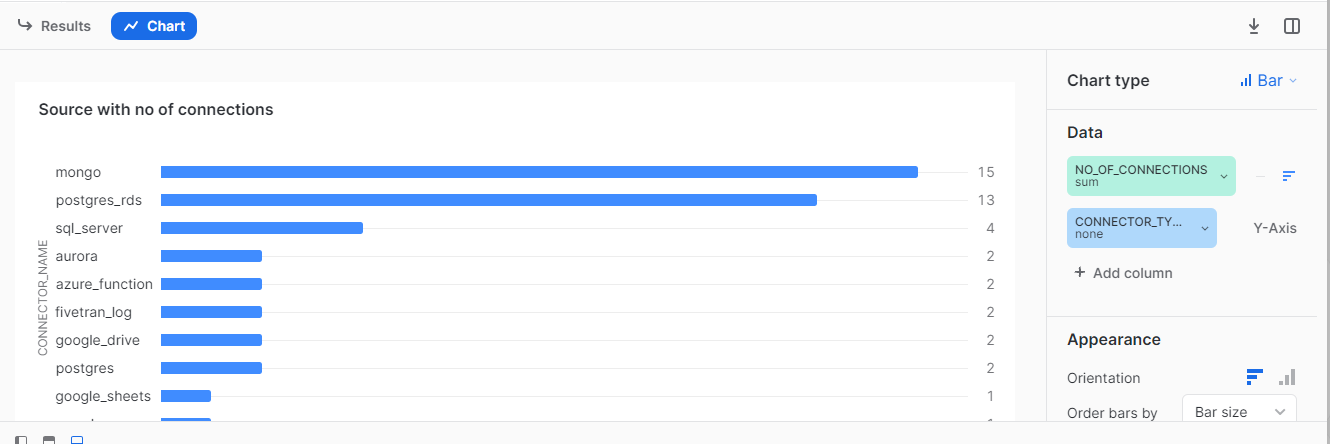 Results
Chart
Source with no of connections
CONNECTOR_NAME
mongo 15
postgres_rds 13
sql_server 4
aurora 2
azure_function 2
fivetran_log 2
google_drive 2
postgres 2
google_sheets 1
Chart type
Bar
Data
NO_OF_CONNECTIONS
sum
CONNECTOR_TY...
none
Y-Axis
+ Add column
Appearance
Orientation
Order bars by
Bar size